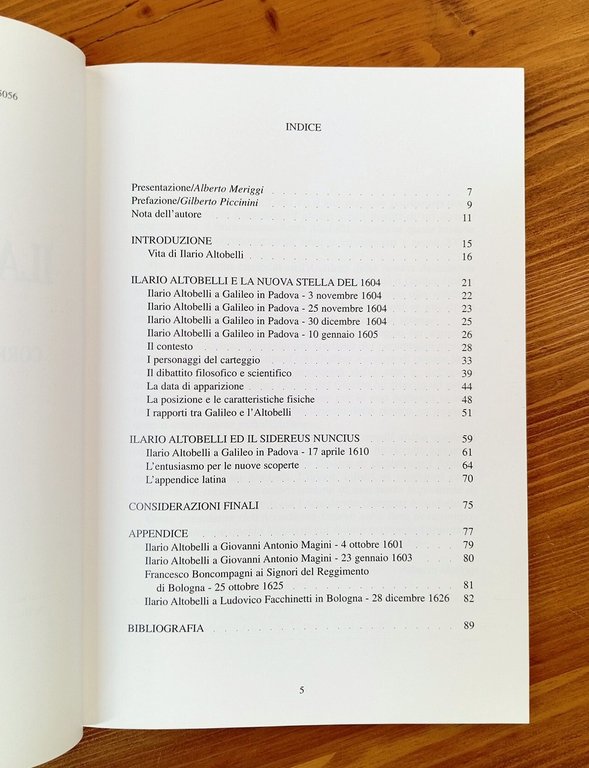 5056
ILA
INDICE
Presentazione/Alberto Meriggi . . . . . . . . . . . . . . 7
Prefazione/Gilberto Piccinini . . . . . . . . . . . . . . 9
Nota dell'autore . . . . . . . . . . . . . . 11
INTRODUZIONE . . . . . . . . . . . . . . 15
Vita di Ilario Altobelli . . . . . . . . . . . . . . 16
ILARIO ALTOBELLI E LA NUOVA STELLA DEL 1604 . . . . . . 21
Ilario Altobelli a Galileo in Padova - 3 novembre 1604 . . . . . . 22
Ilario Altobelli a Galileo in Padova - 25 novembre 1604 . . . . . . 23
Ilario Altobelli a Galileo in Padova - 30 dicembre 1604 . . . . . . 25
Ilario Altobelli a Galileo in Padova - 10 gennaio 1605 . . . . . . 26
Il contesto . . . . . . . . . . . . . . 28
I personaggi del carteggio . . . . . . . . . . . . . . 33
Il dibattito filosofico e scientifico . . . . . . . . . . . . 39
La data di apparizione . . . . . . . . . . . . . . 44
La posizione e le caratteristiche fisiche . . . . . . . . . . 48
I rapporti tra Galileo e l'Altobelli . . . . . . . . . . . . 51
ILARIO ALTOBELLI ED IL SIDEREUS NUNCIUS . . . . . . . . 59
Ilario Altobelli a Galileo in Padova - 17 aprile 1610 . . . . . . 61
L'entusiasmo per le nuove scoperte . . . . . . . . . . . . 64
L'appendice latina . . . . . . . . . . . . . . 70
CONSIDERAZIONI FINALI . . . . . . . . . . . . . . 75
APPENDICE . . . . . . . . . . . . . . 77
Ilario Altobelli a Giovanni Antonio Magini - 4 ottobre 1601 . . . . 79
Ilario Altobelli a Giovanni Antonio Magini - 23 gennaio 1603 . . . . 80
Francesco Boncompagni ai Signori del Reggimento
di Bologna - 25 ottobre 1625 . . . . . . . . . . . . 81
Ilario Altobelli a Ludovico Facchinetti in Bologna - 28 dicembre 1626 82
BIBLIOGRAFIA . . . . . . . . . . . . . . 89
5